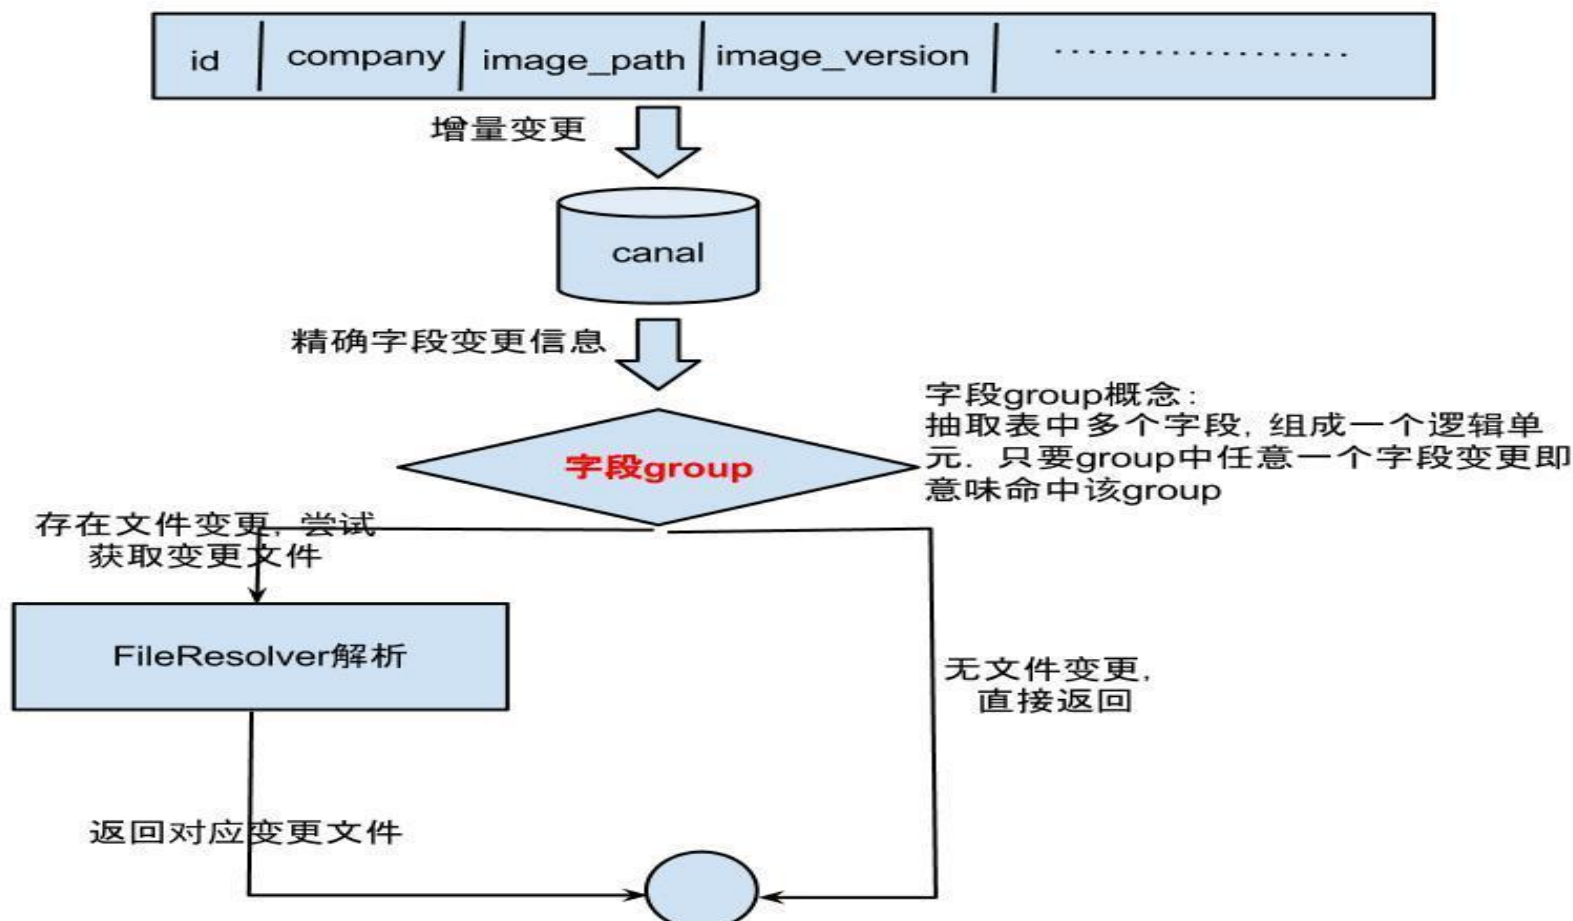 id company image_path image_version ....................
增量变更
canal
精确字段变更信息
字段group概念:
抽取表中多个字段, 组成一个逻辑单
元. 只要group中任意一个字段变更即
意味命中该group
字段group
存在文件变更, 尝试
获取变更文件
FileResolver解析
无文件变更,
直接返回
返回对应变更文件